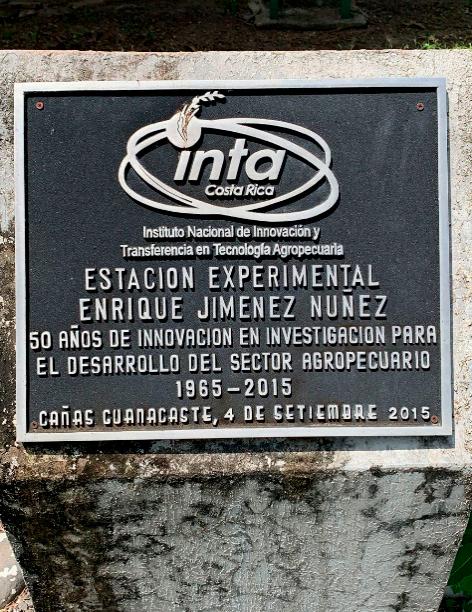 inta
Costa Rica
Instituto Nacional de Innovación y
Transferencia en Tecnología Agropecuaria
ESTACION EXPERIMENTAL
ENRIQUE JIMENEZ NUÑEZ
50 AÑOS DE INNOVACION EN INVESTIGACION PARA
EL DESARROLLO DEL SECTOR AGROPECUARIO
1965-2015
CAÑAS GUANACASTE, 4 DE SETIEMBRE 2015.